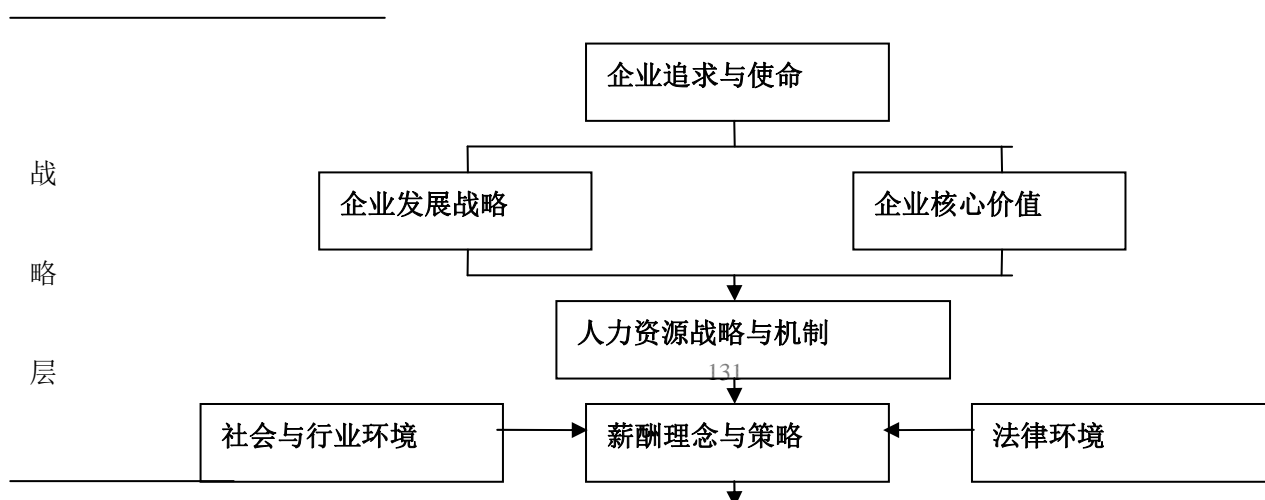 企业追求与使命
战
企业发展战略
企业核心价值
略
人力资源战略与机制
层
131
社会与行业环境
薪酬理念与策略
法律环境